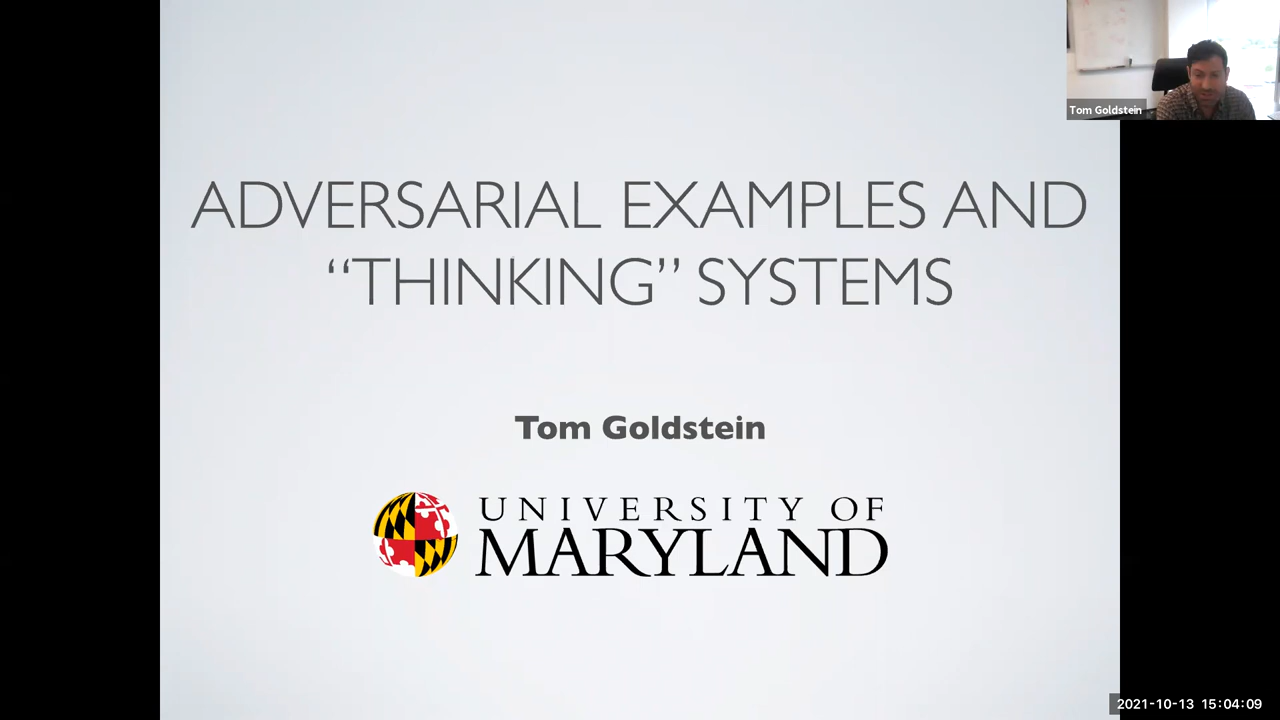 Tom Goldstein
ADVERSARIAL EXAMPLES AND
“THINKING” SYSTEMS
Tom Goldstein
UNIVERSITY OF
MARYLAND
2021-10-13 15:04:09